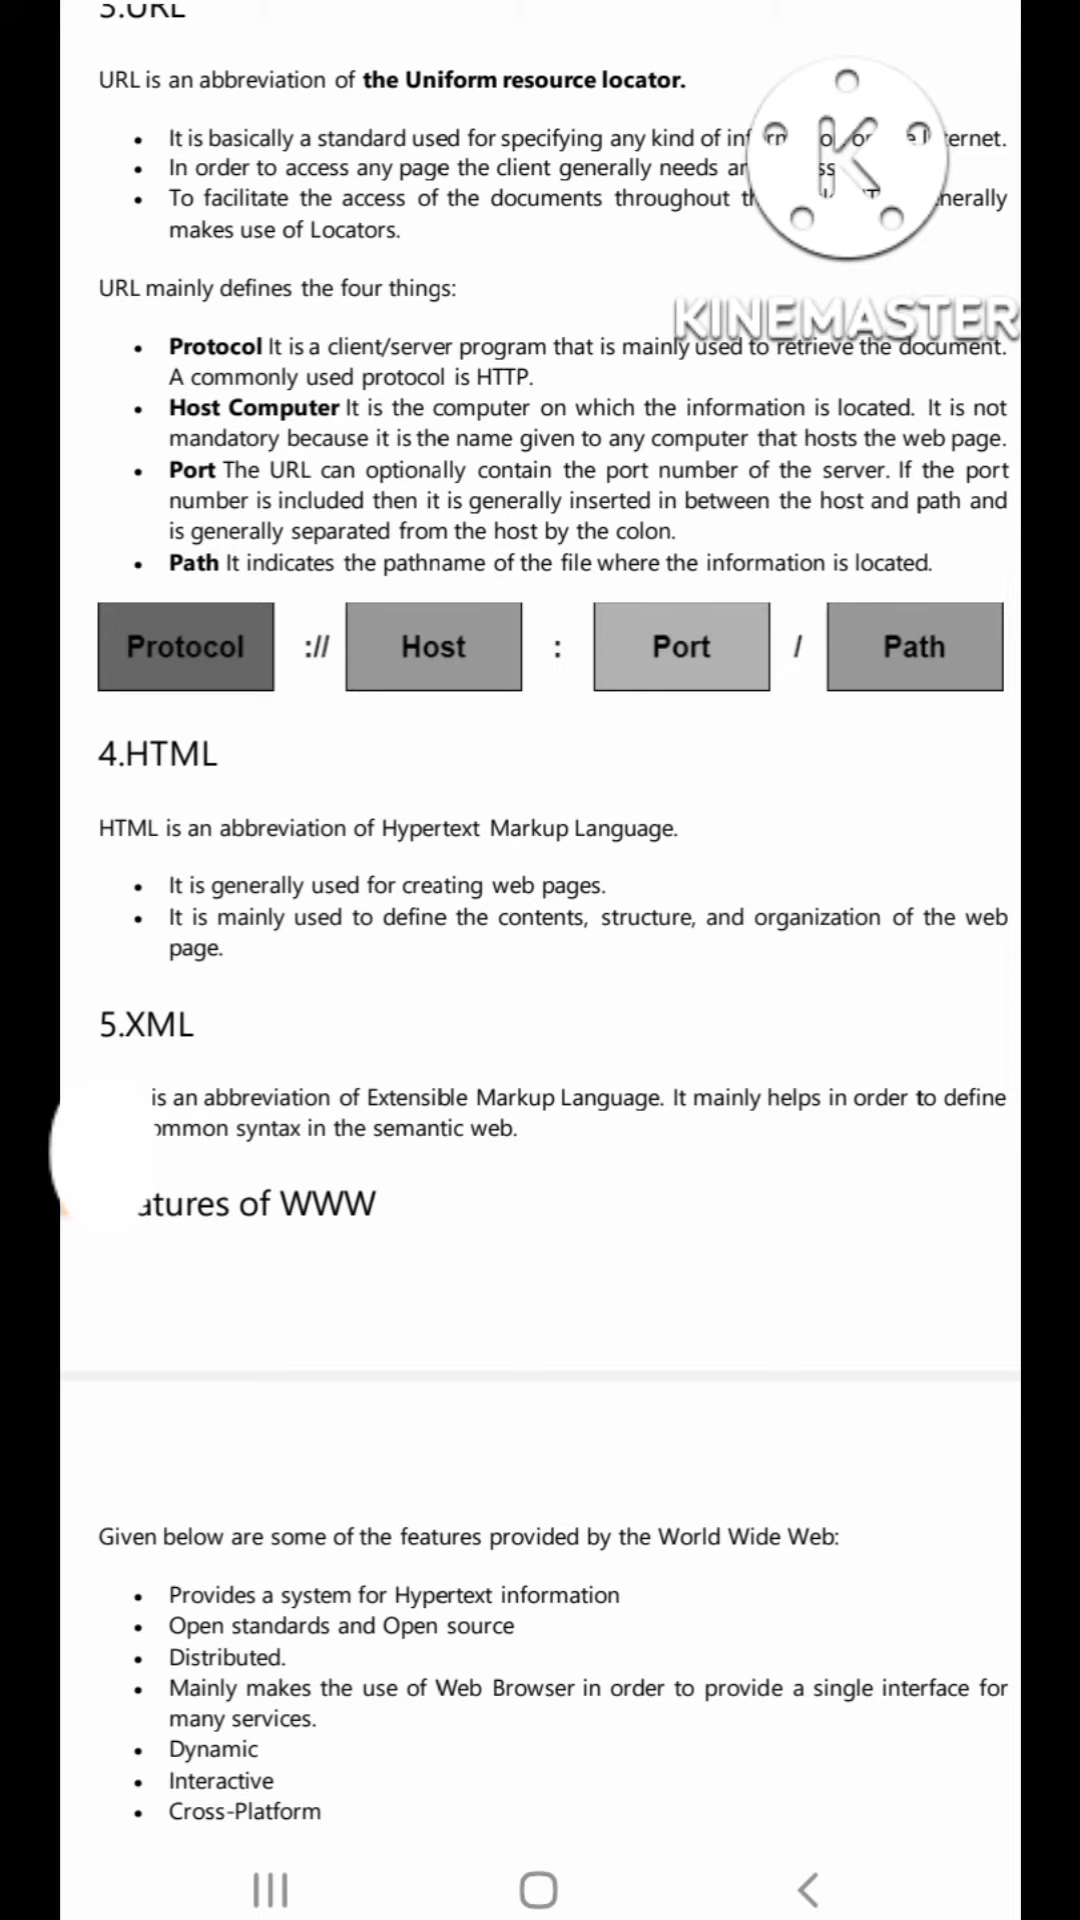 3.URL
URL is an abbreviation of the Uniform resource locator.
• It is basically a standard used for specifying any kind of
• In order to access any page the client generally needs
• To facilitate the access of the documents throughout
makes use of Locators.
URL mainly defines the four things:
KINEMASTER
• Protocol It is a client/server program that is mainly used to retrieve the document.
A commonly used protocol is HTTP.
• Host Computer It is the computer on which the information is located. It is not
mandatory because it is the name given to any computer that hosts the web page.
• Port The URL can optionally contain the port number of the server. If the port
number is included then it is generally inserted in between the host and path and
is generally separated from the host by the colon.
• Path It indicates the pathname of the file where the information is located.
Protocol :// Host : Port / Path
4.HTML
HTML is an abbreviation of Hypertext Markup Language.
• It is generally used for creating web pages.
• It is mainly used to define the contents, structure, and organization of the web
page.
5.XML
is an abbreviation of Extensible Markup Language. It mainly helps in order to define
syntax in the semantic web.
of WWW
Given below are some of the features provided by the World Wide Web:
• Provides a system for Hypertext information
• Open standards and Open source
• Distributed.
• Mainly makes the use of Web Browser in order to provide a single interface for
many services.
• Dynamic
• Interactive
• Cross-Platform